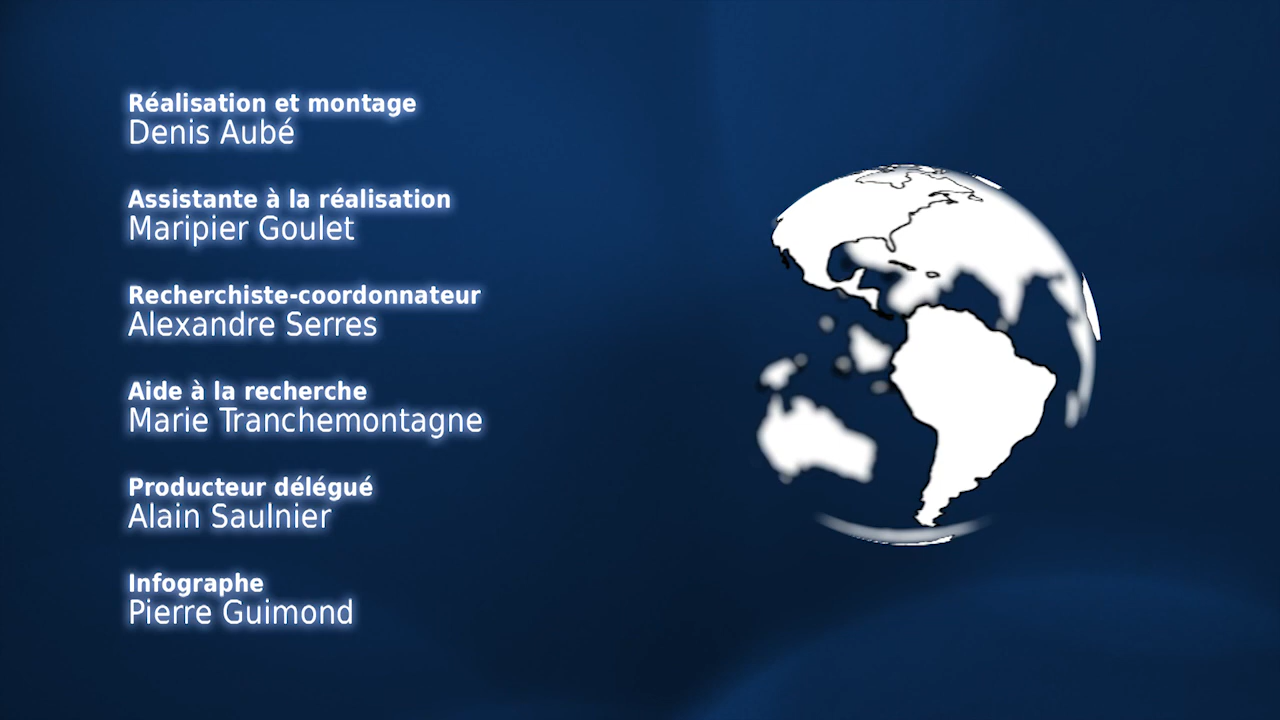 Réalisation et montage
Denis Aubé
Assistante à la réalisation
Maripier Goulet
Recherchiste-coordonnateur
Alexandre Serres
Aide à la recherche
Marie Tranchemontagne
Producteur délégué
Alain Saulnier
Infographe
Pierre Guimond